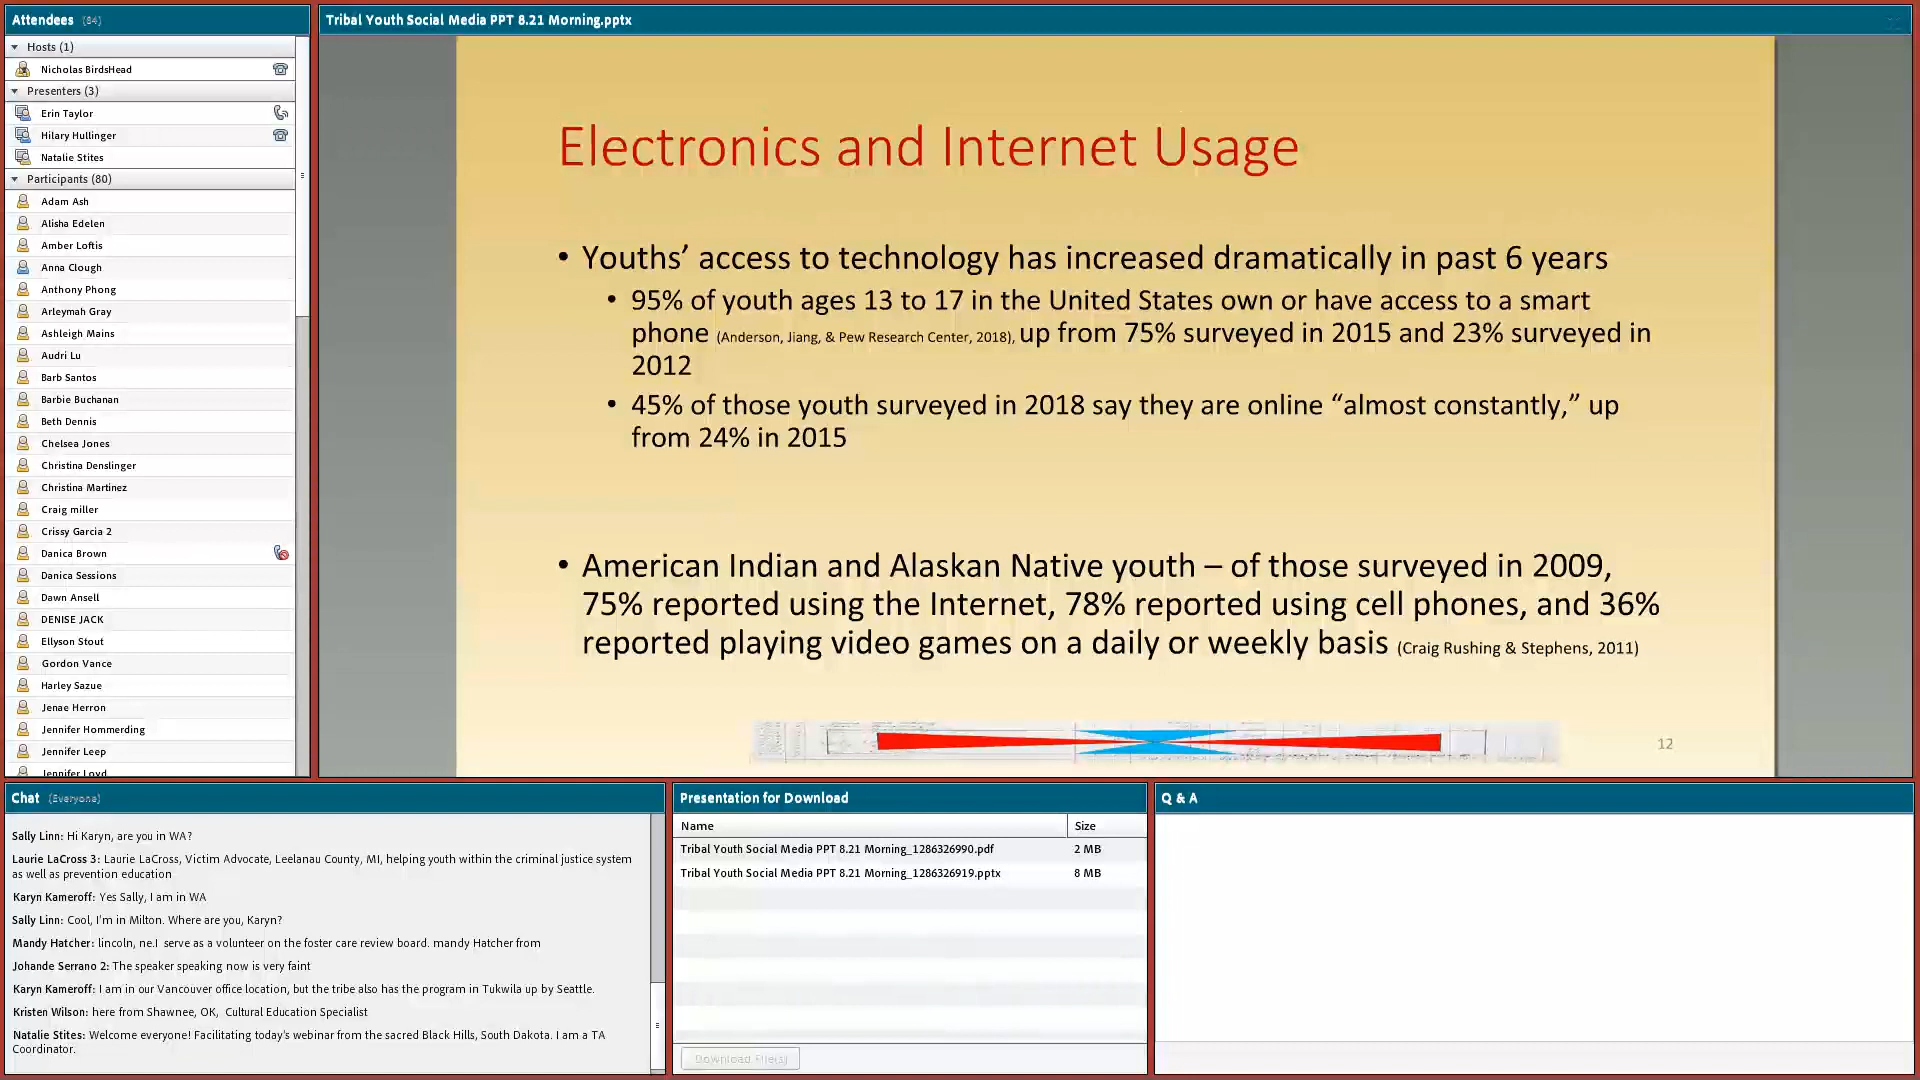 Attendees (84)
Hosts (1)
Nicholas BirdsHead
Presenters (3)
Erin Taylor
Hilary Hullinger
Natalie Stites
Participants (80)
Adam Ash
Alisha Edelen
Amber Loftis
Anna Clough
Anthony Phong
Arleymah Gray
Ashleigh Mains
Audri Lu
Barb Santos
Barbie Buchanan
Beth Dennis
Chelsea Jones
Christina Denslinger
Christina Martinez
Craig miller
Crissy Garcia 2
Danica Brown
Danica Sessions
Dawn Ansell
DENISE JACK
Ellyson Stout
Gordon Vance
Harley Sazue
Jenae Herron
Jennifer Hommerding
Jennifer Leep
Jennifer Loyd
Tribal Youth Social Media PPT 8.21 Morning.pptx
Electronics and Internet Usage
• Youths’ access to technology has increased dramatically in past 6 years
• 95% of youth ages 13 to 17 in the United States own or have access to a smart
phone (Anderson, Jiang, & Pew Research Center, 2018), up from 75% surveyed in 2015 and 23% surveyed in
2012
• 45% of those youth surveyed in 2018 say they are online “almost constantly,” up
from 24% in 2015
• American Indian and Alaskan Native youth – of those surveyed in 2009,
75% reported using the Internet, 78% reported using cell phones, and 36%
reported playing video games on a daily or weekly basis (Craig Rushing & Stephens, 2011)
12
Chat (Everyone)
Sally Linn: Hi Karyn, are you in WA?
Laurie LaCross 3: Laurie LaCross, Victim Advocate, Leelanau County, MI, helping youth within the criminal justice system
as well as prevention education
Karyn Kameroff: Yes Sally, I am in WA
Sally Linn: Cool, I'm in Milton. Where are you, Karyn?
Mandy Hatcher: lincoln, ne.I serve as a volunteer on the foster care review board. mandy Hatcher from
Johande Serrano 2: The speaker speaking now is very faint
Karyn Kameroff: I am in our Vancouver office location, but the tribe also has the program in Tukwila up by Seattle.
Kristen Wilson: here from Shawnee, OK, Cultural Education Specialist
Natalie Stites: Welcome everyone! Facilitating today's webinar from the sacred Black Hills, South Dakota. I am a TA
Coordinator.
Presentation for Download
Name Size
Tribal Youth Social Media PPT 8.21 Morning_1286326990.pdf 2 MB
Tribal Youth Social Media PPT 8.21 Morning_1286326919.pptx 8 MB
Download File(s)
Q & A